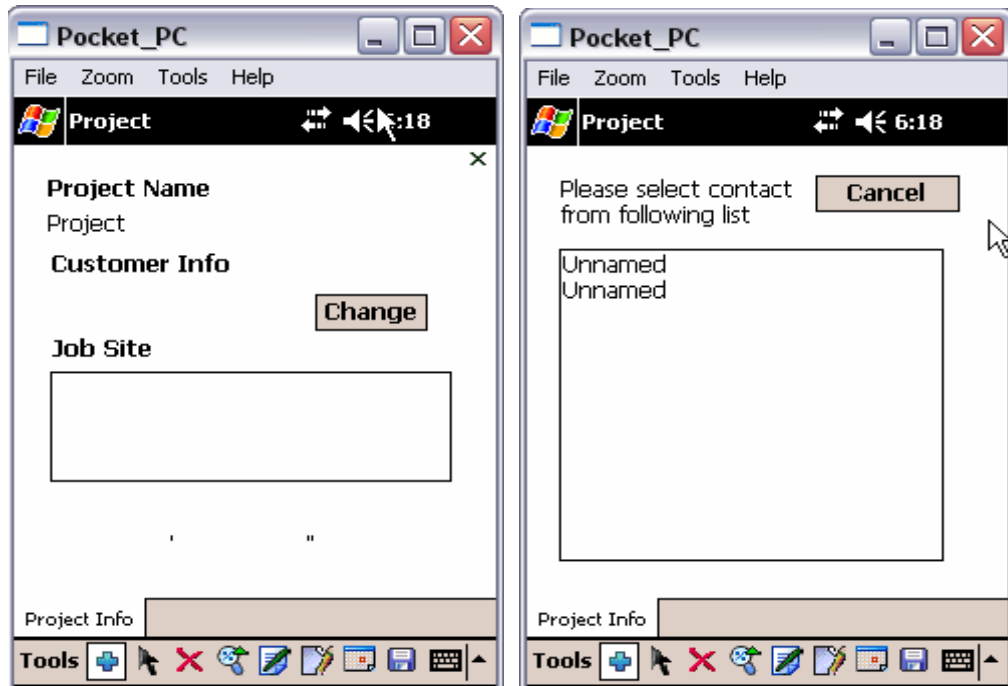 Pocket_PC
File Zoom Tools Help
Project :18
Project Name
Project
Customer Info
Change
Job Site
' "
Project Info
Tools
Pocket_PC
File Zoom Tools Help
Project 6:18
Please select contact
from following list
Cancel
Unnamed
Unnamed
Project Info
Tools